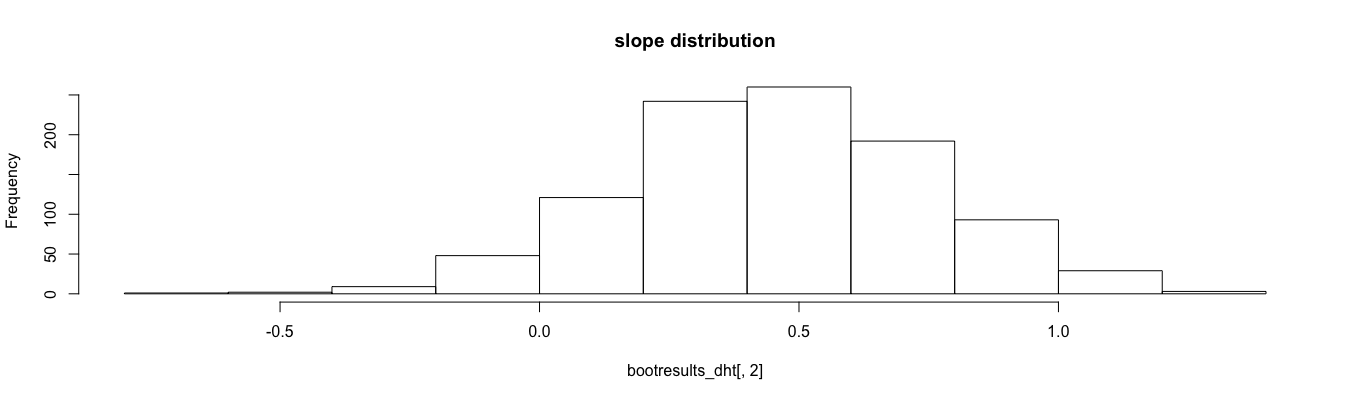 slope distribution
Frequency
200
100
50
0
-0.5 0.0 0.5 1.0
bootresults_dht[, 2]